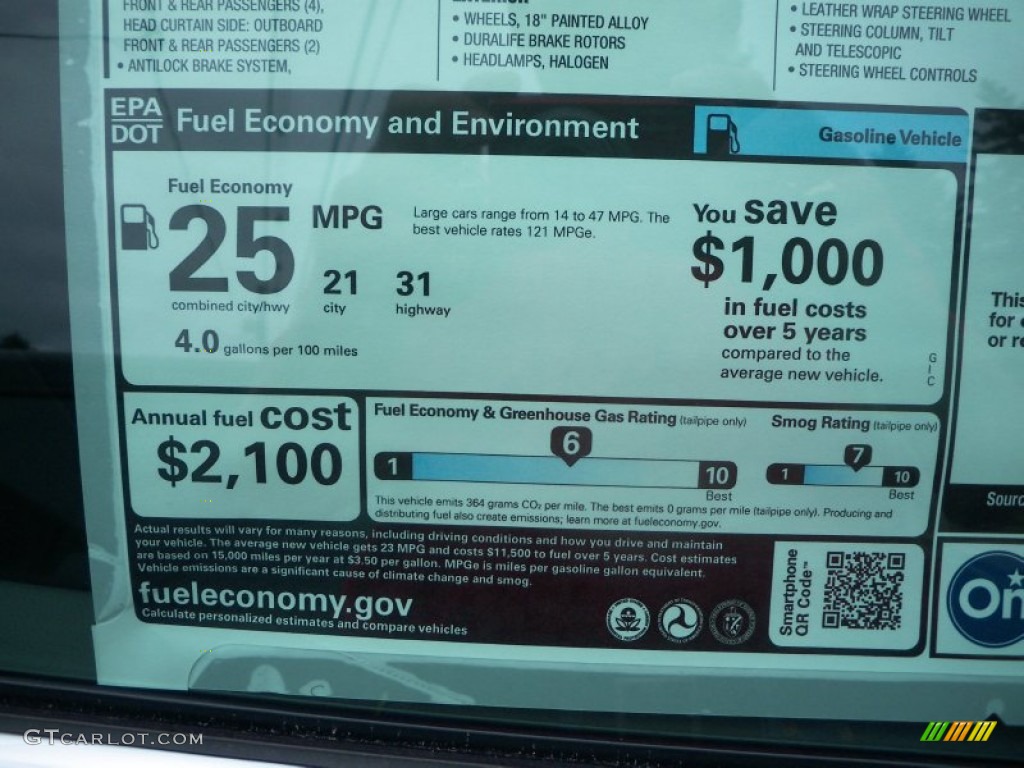 FRONT & REAR PASSENGERS (4),
HEAD CURTAIN SIDE: OUTBOARD
FRONT & REAR PASSENGERS (2)
• ANTILOCK BRAKE SYSTEM,
• WHEELS, 18" PAINTED ALLOY
• DURALIFE BRAKE ROTORS
• HEADLAMPS, HALOGEN
• LEATHER WRAP STEERING WHEEL
• STEERING COLUMN, TILT
AND TELESCOPIC
• STEERING WHEEL CONTROLS
EPA
DOT
Fuel Economy and Environment
Gasoline Vehicle
Fuel Economy
25
MPG
combined city/hwy
21
city
31
highway
4.0 gallons per 100 miles
Large cars range from 14 to 47 MPG. The
best vehicle rates 121 MPGe.
You save
$1,000
in fuel costs
over 5 years
compared to the
average new vehicle.
G
I
C
This
for
or
Annual fuel cost
$2,100
Fuel Economy & Greenhouse Gas Rating (tailpipe only)
6
1
10
Best
Smog Rating (tailpipe only)
7
1
10
Best
This vehicle emits 364 grams CO₂ per mile. The best emits 0 grams per mile (tailpipe only). Producing and
distributing fuel also create emissions; learn more at fueleconomy.gov.
Actual results will vary for many reasons, including driving conditions and how you drive and maintain
your vehicle. The average new vehicle gets 23 MPG and costs $11,500 to fuel over 5 years. Cost estimates
are based on 15,000 miles per year at $3.50 per gallon. MPGe is miles per gasoline gallon equivalent.
Vehicle emissions are a significant cause of climate change and smog.
fueleconomy.gov
Calculate personalized estimates and compare vehicles
Smartphone
QR Code™
Sourc
On
GTCARLOT.COM